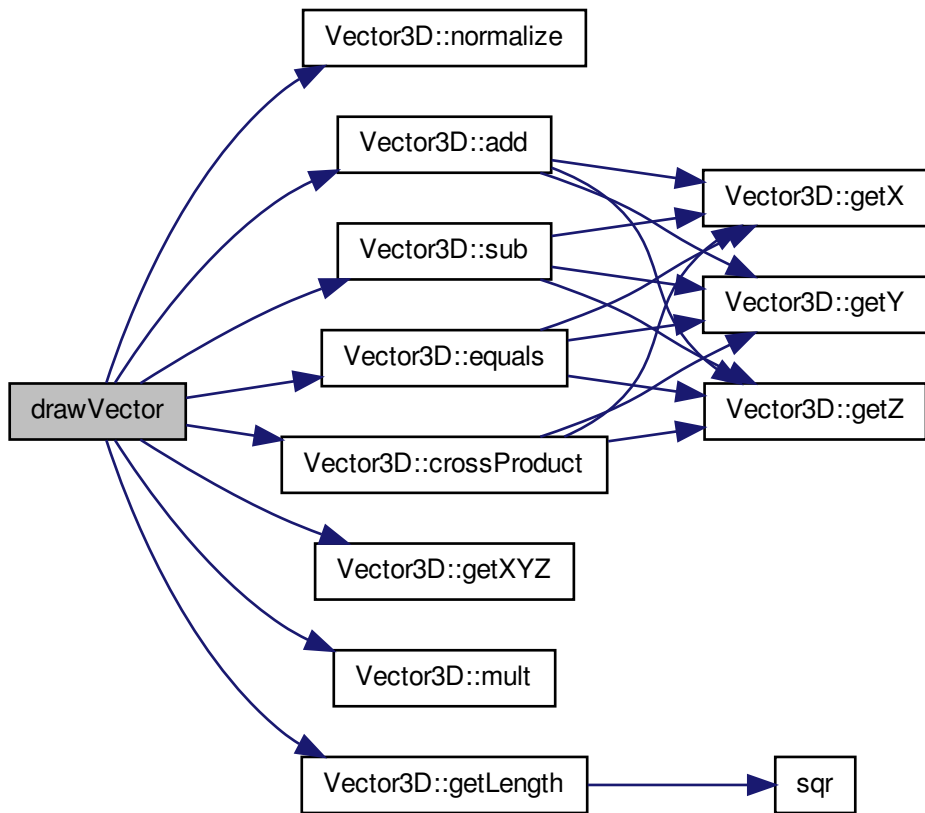 Vector3D::normalize
Vector3D::add
Vector3D::getX
Vector3D::sub
Vector3D::getY
Vector3D::equals
drawVector
Vector3D::getZ
Vector3D::crossProduct
Vector3D::getXYZ
Vector3D::mult
Vector3D::getLength
sqr